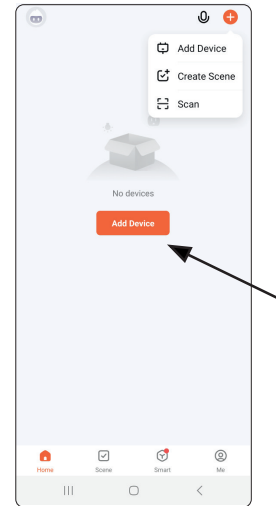 Add Device
Create Scene
Scan
No devices
Add Device
Home Scene Smart Me